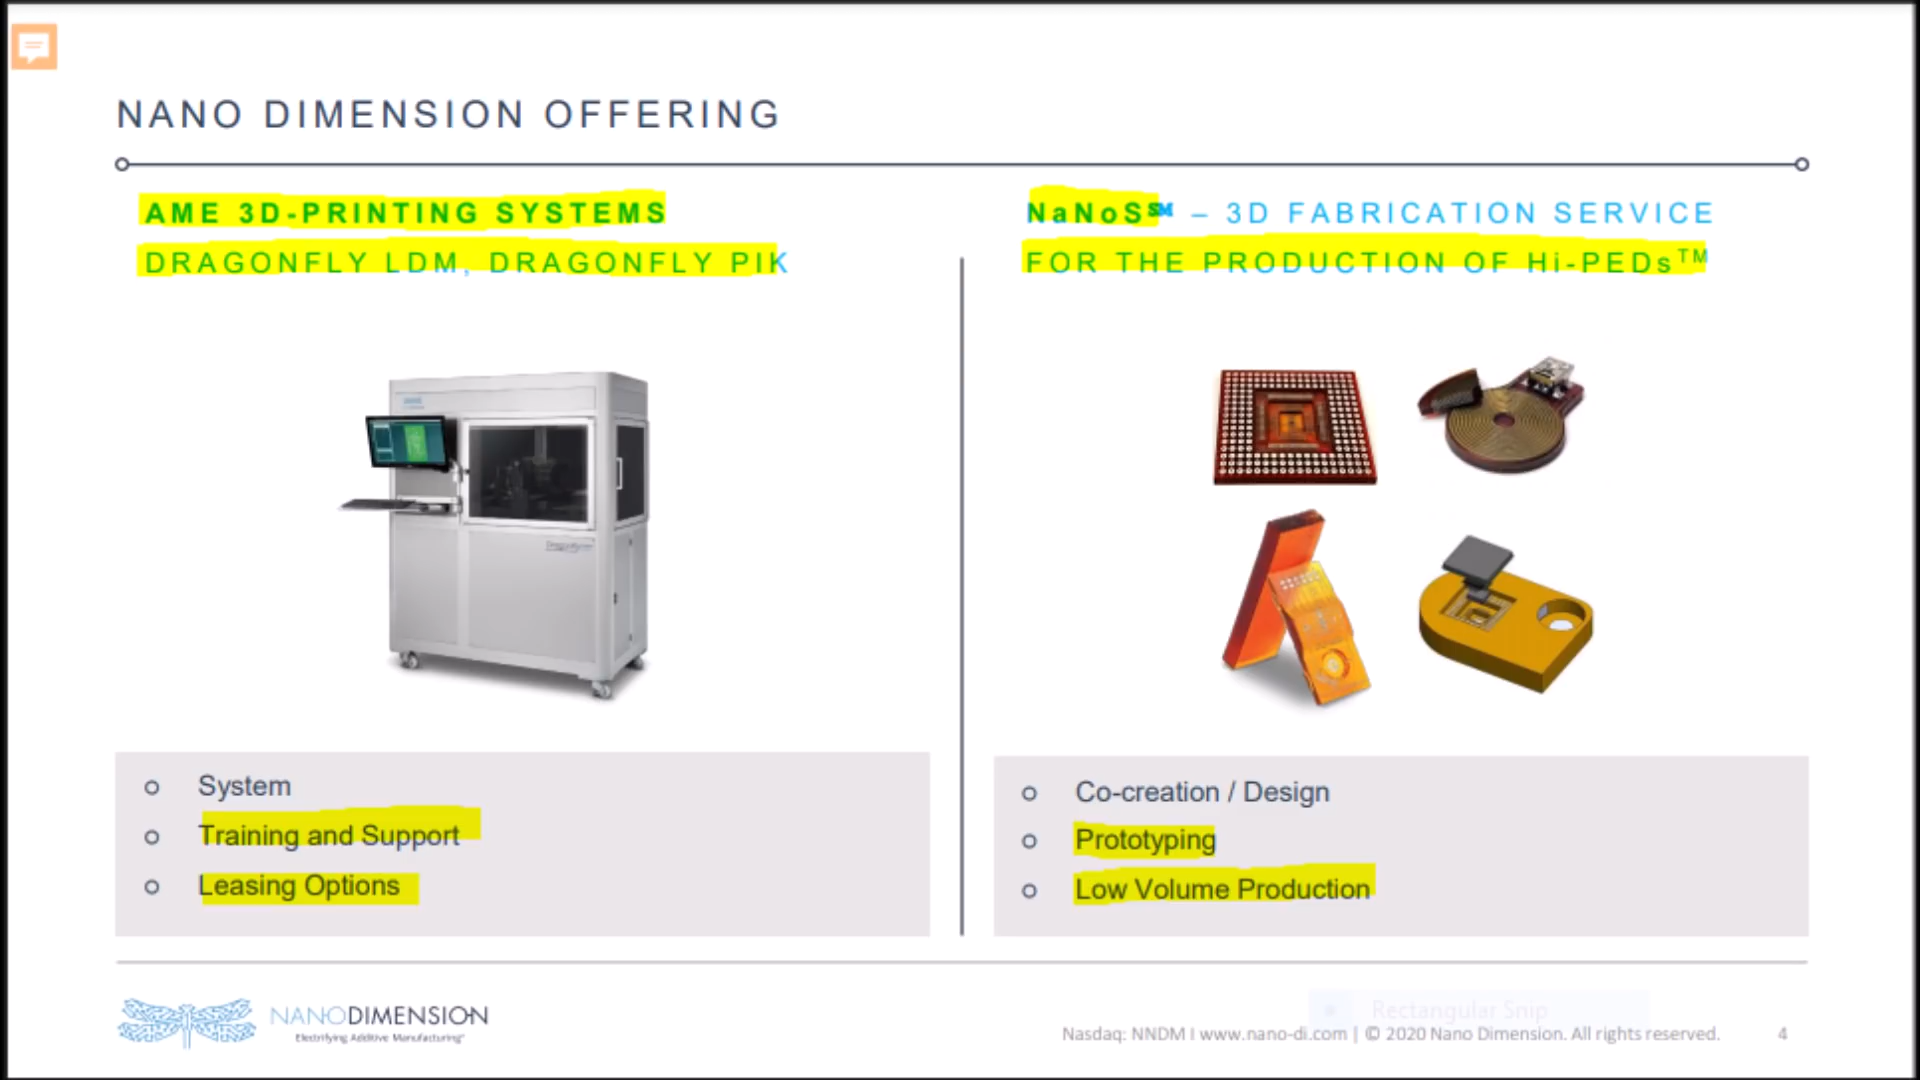 NANO DIMENSION OFFERING
AME 3D-PRINTING SYSTEMS
DRAGONFLY LDM, DRAGONFLY PIK
NaNoS℠ – 3D FABRICATION SERVICE
FOR THE PRODUCTION OF Hi-PEDs™
System
Training and Support
Leasing Options
Co-creation / Design
Prototyping
Low Volume Production
NANODIMENSION
Electrifying Additive Manufacturing®
Rectangular Snip
Nasdaq: NNDM I www.nano-di.com | © 2020 Nano Dimension. All rights reserved.
4